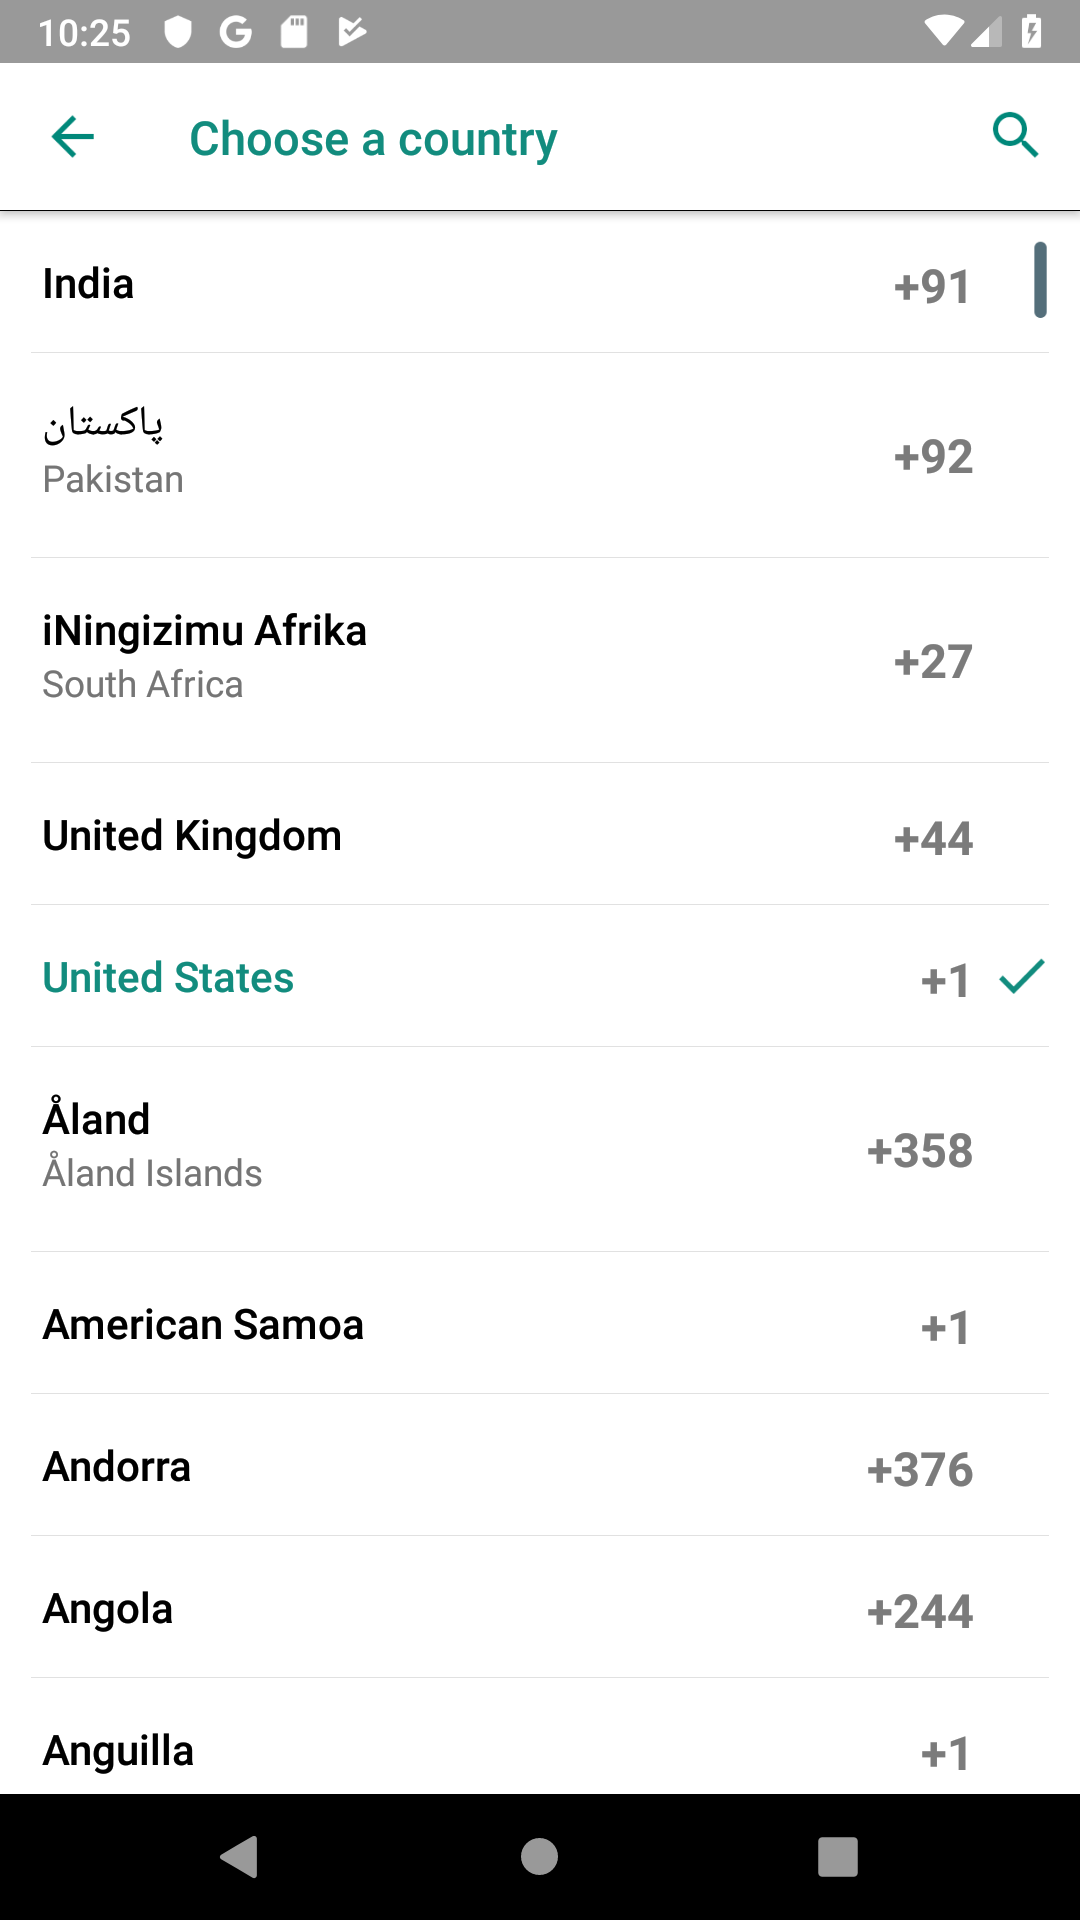 10:25
Choose a country
India +91
پاکستان
Pakistan +92
iNingizimu Afrika
South Africa +27
United Kingdom +44
United States +1
Åland
Åland Islands +358
American Samoa +1
Andorra +376
Angola +244
Anguilla +1